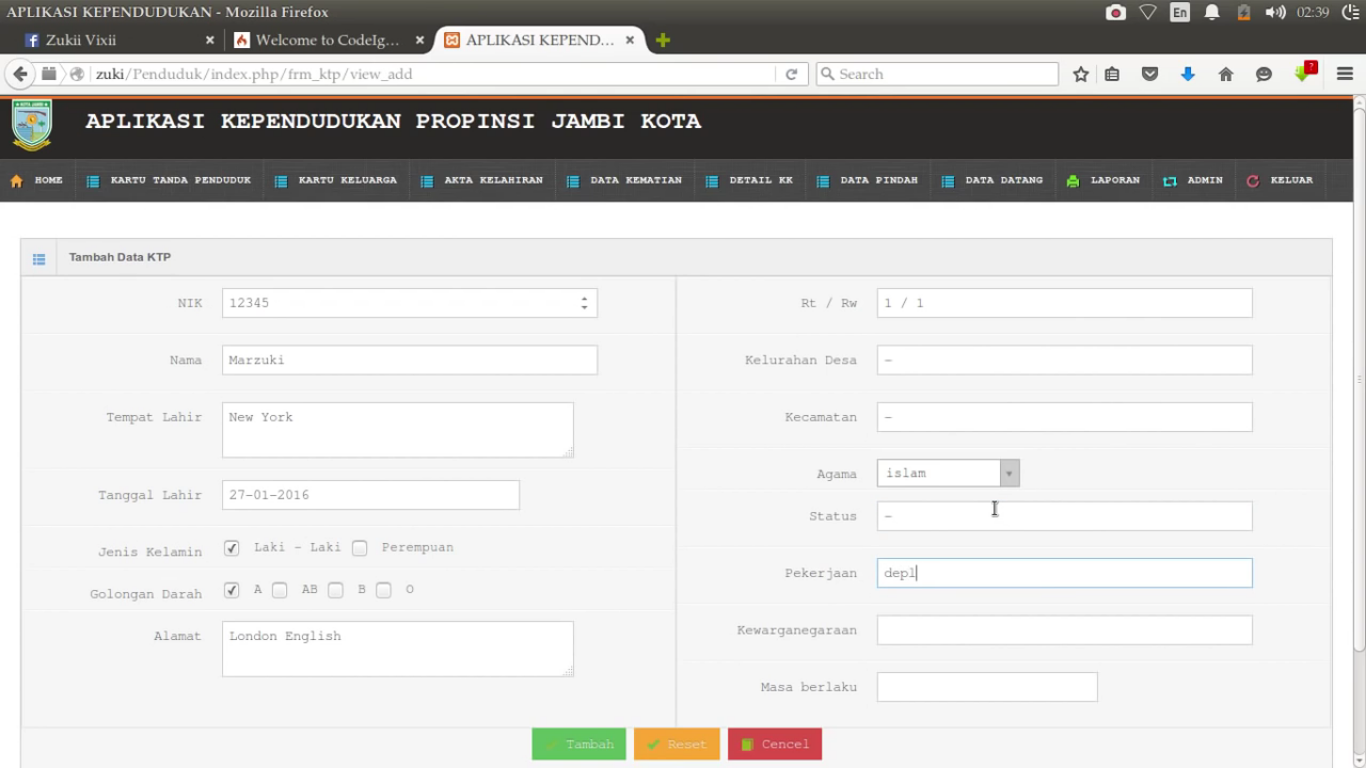 APLIKASI KEPENDUDUKAN - Mozilla Firefox
En
02:39
Zukii Vixii
Welcome to CodeIg...
APLIKASI KEPEND...
zuki/Penduduk/index.php/frm_ktp/view_add
Search
?
APLIKASI KEPENDUDUKAN PROPINSI JAMBI KOTA
HOME
KARTU TANDA PENDUDUK
KARTU KELUARGA
AKTA KELAHIRAN
DATA KEMATIAN
DETAIL KK
DATA PINDAH
DATA DATANG
LAPORAN
ADMIN
KELUAR
Tambah Data KTP
NIK 12345
Nama Marzuki
Tempat Lahir New York
Tanggal Lahir 27-01-2016
Jenis Kelamin Laki - Laki Perempuan
Golongan Darah A AB B O
Alamat London English
Rt / Rw 1 / 1
Kelurahan Desa -
Kecamatan -
Agama islam
Status -
Pekerjaan depl
Kewarganegaraan
Masa berlaku
Tambah
Reset
Cencel